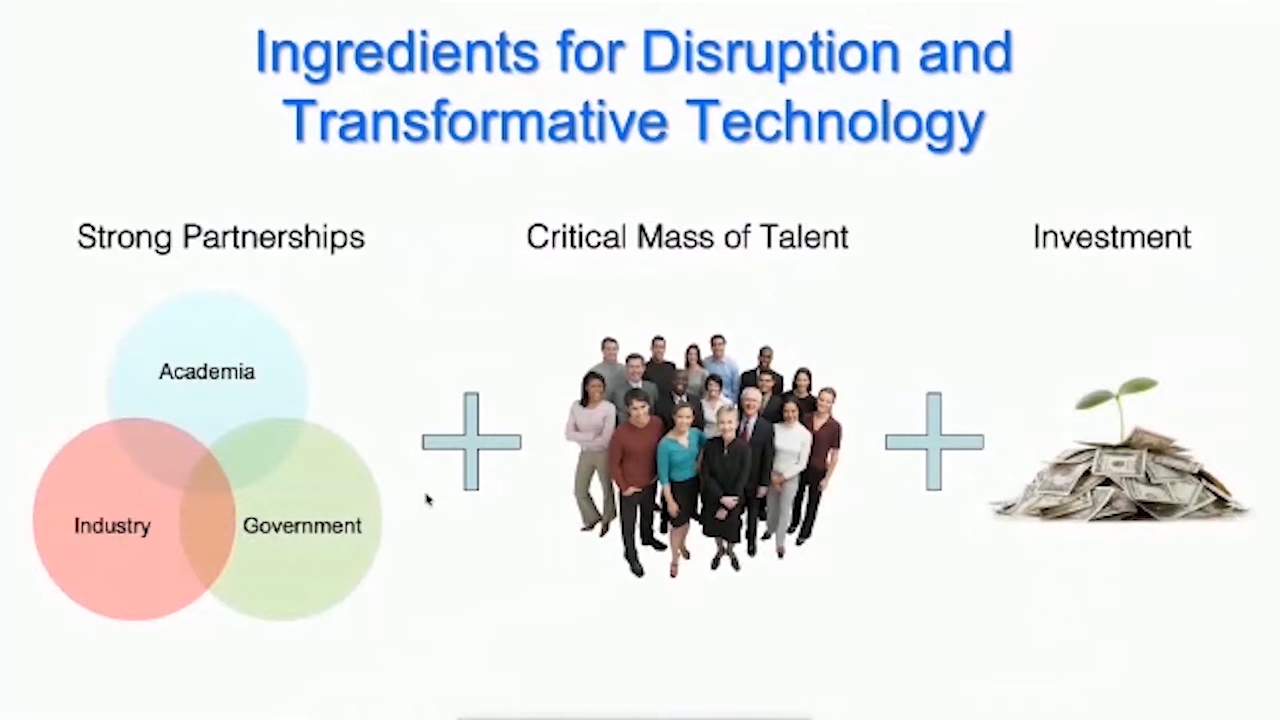 Ingredients for Disruption and
Transformative Technology
Strong Partnerships
Critical Mass of Talent
Investment
Academia
Industry
Government